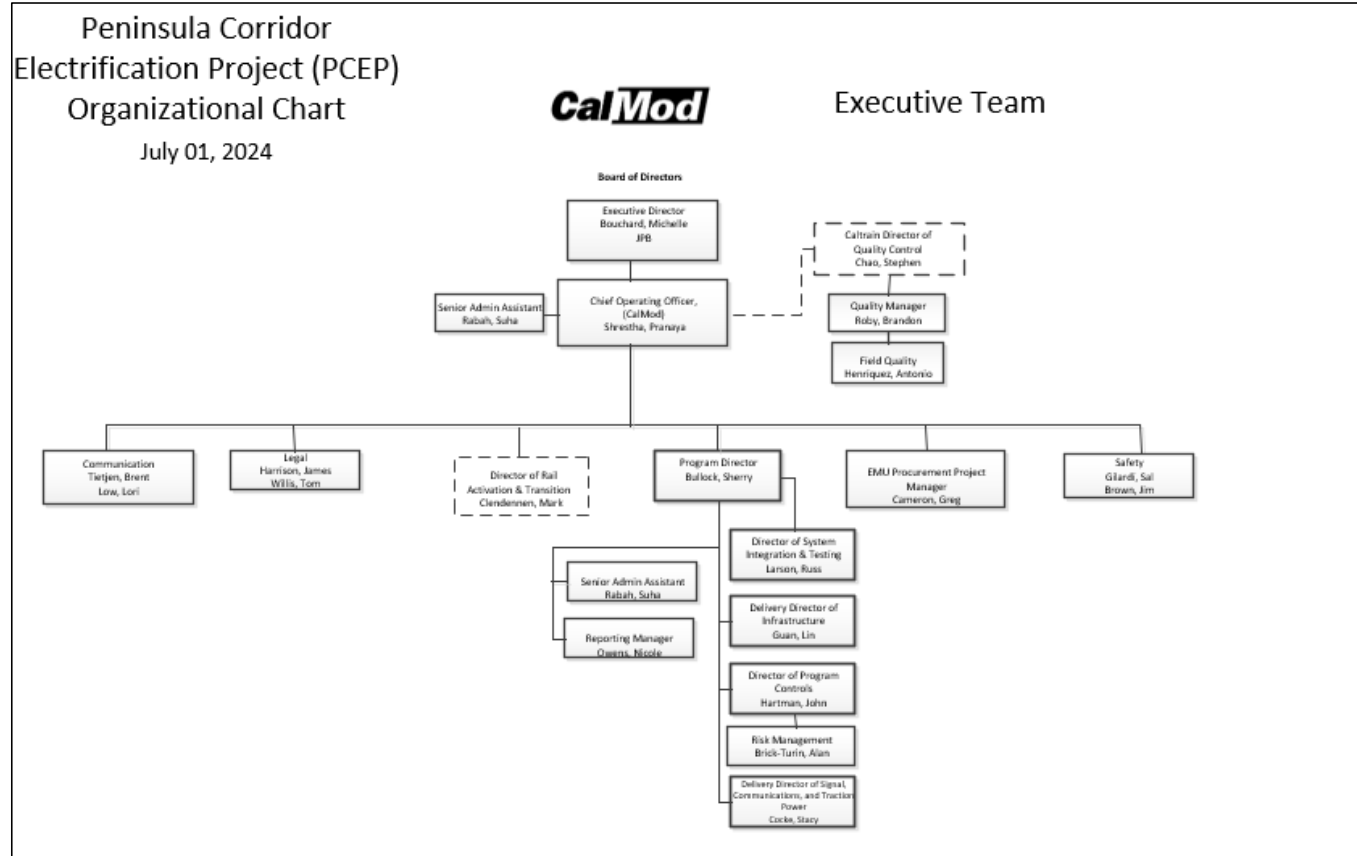 Peninsula Corridor
Electrification Project (PCEP)
Organizational Chart
July 01, 2024
CalMod
Executive Team
Board of Directors
Executive Director
Bouchard, Michelle
JPB
Caltrain Director of
Quality Control
Chao, Stephen
Senior Admin Assistant
Rabah, Suha
Chief Operating Officer,
(CalMod)
Shrestha, Pranaya
Quality Manager
Roby, Brandon
Field Quality
Henriquez, Antonio
Communication
Tietjen, Brent
Low, Lori
Legal
Harrison, James
Willis, Tom
Director of Rail
Activation & Transition
Clendennen, Mark
Program Director
Bullock, Sherry
EMU Procurement Project
Manager
Cameron, Greg
Safety
Gilardi, Sal
Brown, Jim
Senior Admin Assistant
Rabah, Suha
Reporting Manager
Owens, Nicole
Director of System
Integration & Testing
Larson, Russ
Delivery Director of
Infrastructure
Guan, Lin
Director of Program
Controls
Hartman, John
Risk Management
Brick-Turin, Alan
Delivery Director of Signal,
Communications, and Traction
Power
Cocke, Stacy